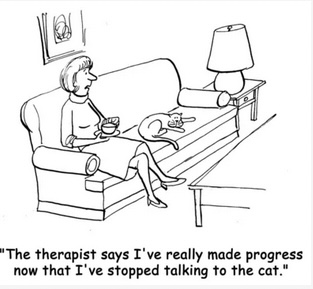 "The therapist says I've really made progress
now that I've stopped talking to the cat."